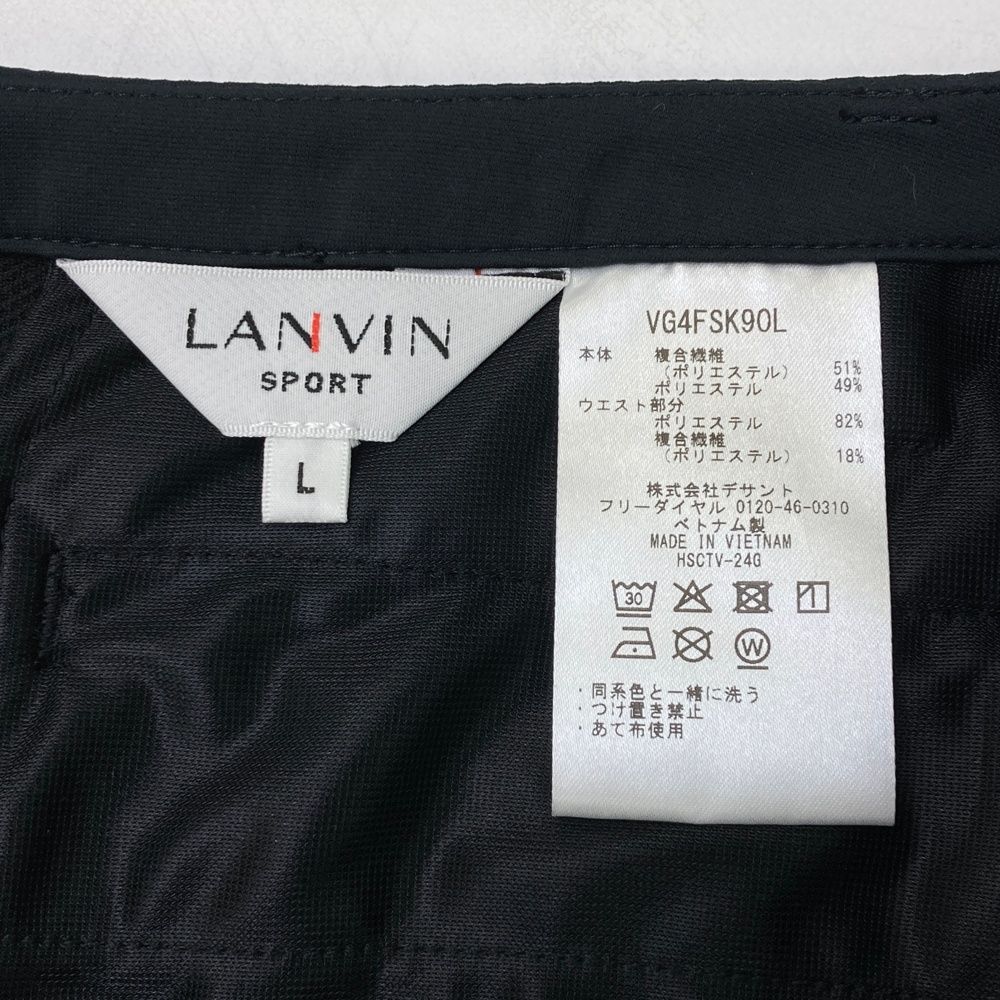 LANVIN
SPORT
L
VG4FSK90L
本体 複合繊維
(ポリエステル) 51%
ポリエステル 49%
ウエスト部分
ポリエステル 82%
複合繊維
(ポリエステル) 18%
株式会社デサント
フリーダイヤル 0120-46-0310
ベトナム製
MADE IN VIETNAM
HSCTV-24G
30
W
・同系色と一緒に洗う
・つけ置き禁止
・あて布使用